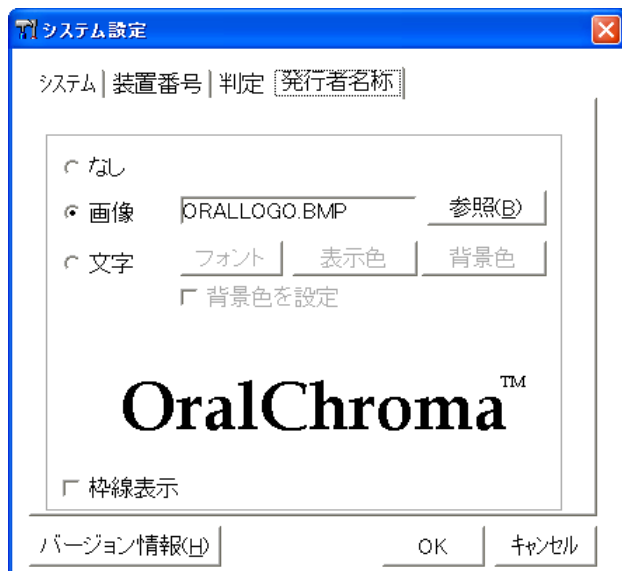 システム設定
システム 装置番号 判定 発行者名称
なし
画像 ORALLOGO.BMP 参照(B)
文字 フォント 表示色 背景色
背景色を設定
OralChroma™
枠線表示
バージョン情報(H) OK キャンセル